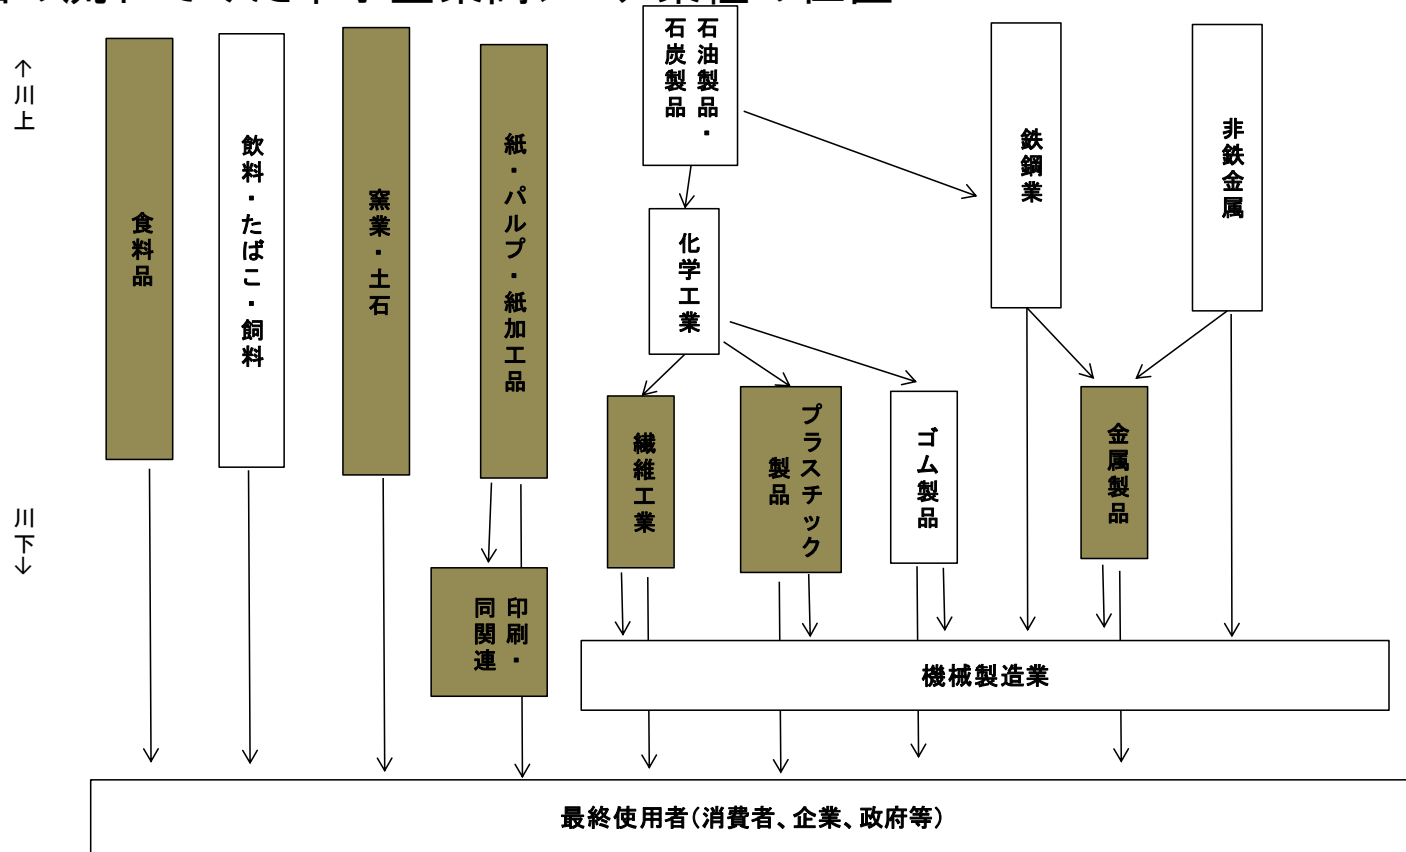 ↑川上
川下↓
食料品
飲料・たばこ・飼料
窯業・土石
紙・パルプ・紙加工品
印刷・
同関連
石油製品・
石炭製品
化学工業
繊維工業
プラスチック
製品
ゴム製品
鉄鋼業
非鉄金属
金属製品
機械製造業
最終使用者(消費者、企業、政府等)